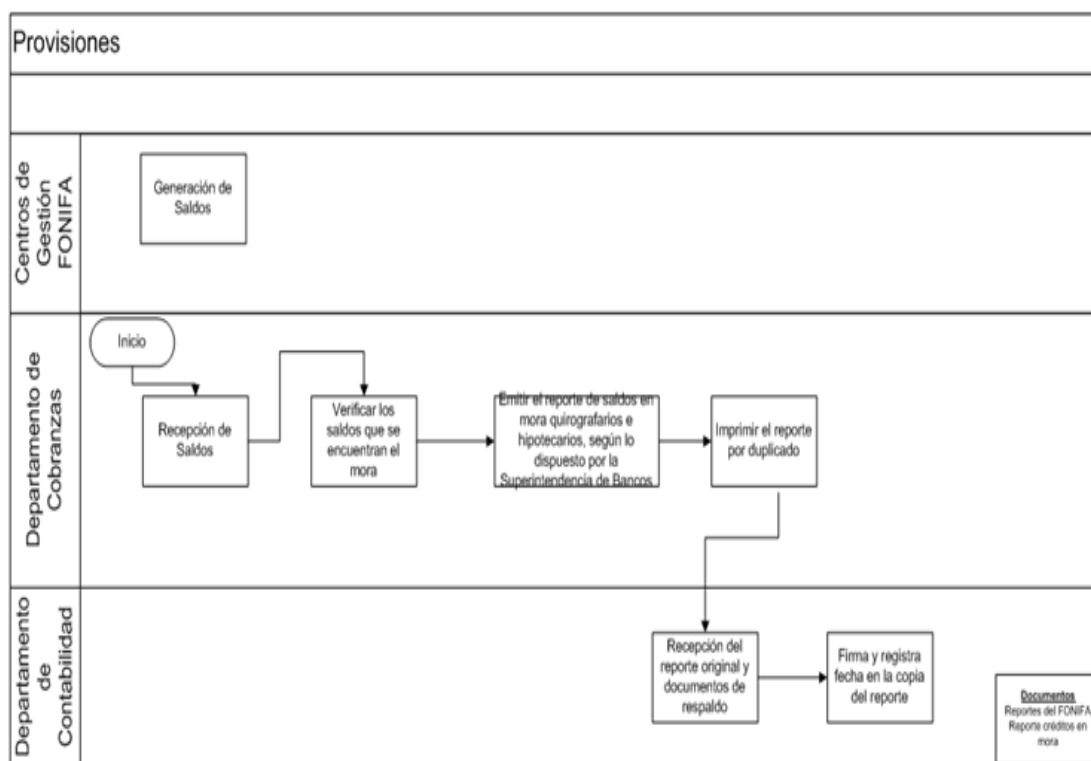 Provisiones
Centros de
Gestión
FONIFA
Generación de
Saldos
Departamento de
Cobranzas
Inicio
Recepción de
Saldos
Verificar los
saldos que se
encuentran el
mora
Emitir el reporte de saldos en
mora quirografarios e
hipotecarios, según lo
dispuesto por la
Superintendencia de Bancos
Imprimir el reporte
por duplicado
Departamento
de
Contabilidad
Recepción del
reporte original y
documentos de
respaldo
Firma y registra
fecha en la copia
del reporte
Documentos
Reportes del FONIFA
Reporte créditos en
mora